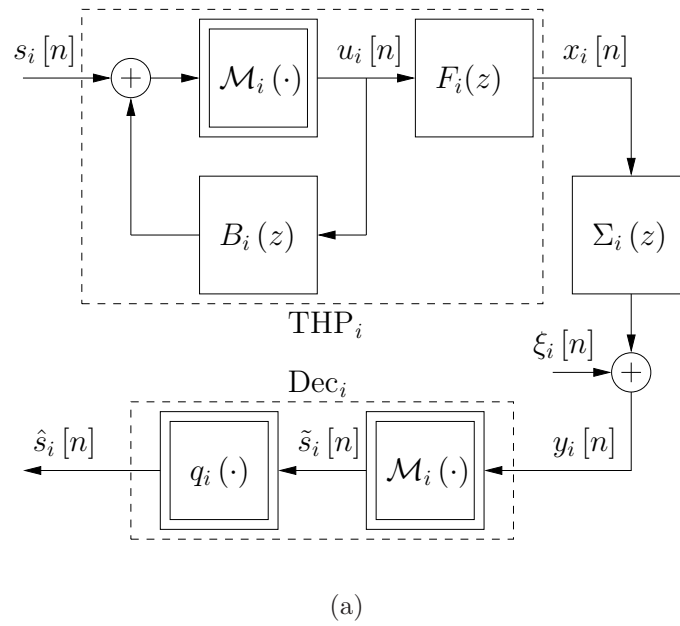 s_i [n]
+
M_i (·)
u_i [n]
F_i(z)
x_i [n]
B_i (z)
Σ_i (z)
THP_i
ξ_i [n]
+
Dec_i
ŝ_i [n]
q_i (·)
s̃_i [n]
M_i (·)
y_i [n]
(a)